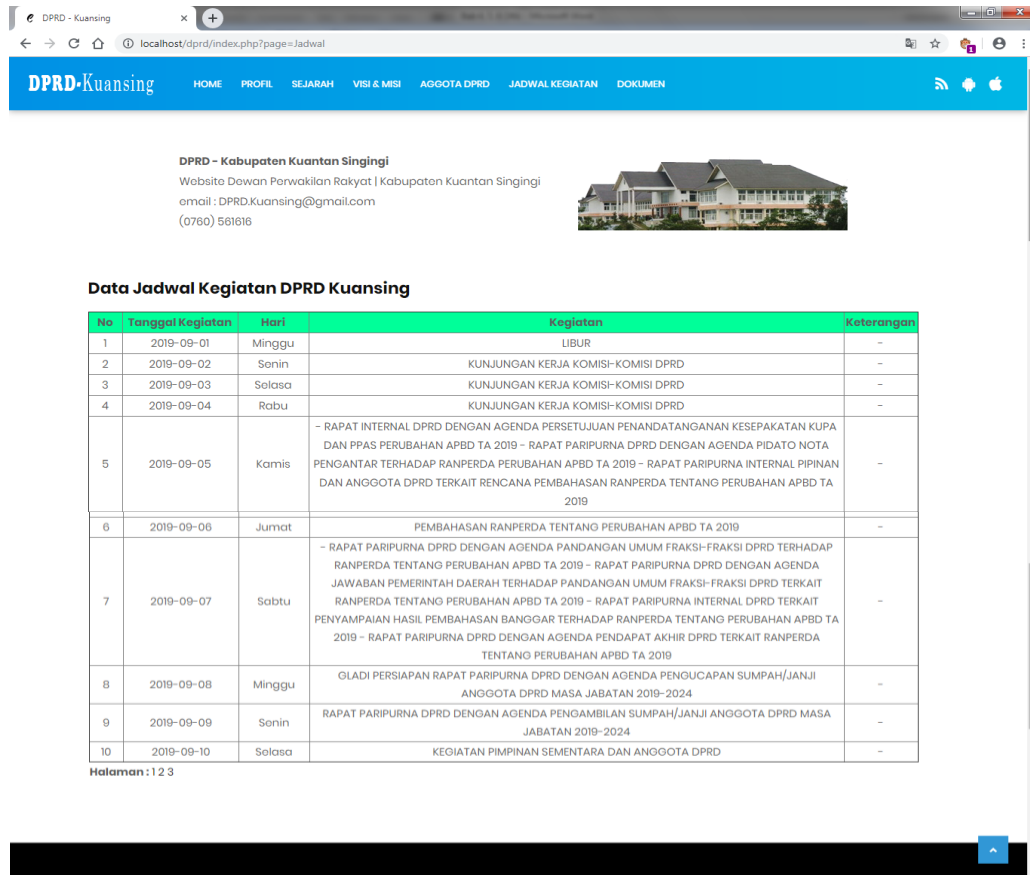 DPRD - Kuansing
localhost/dprd/index.php?page=Jadwal
1
DPRD-Kuansing HOME PROFIL SEJARAH VISI & MISI AGGOTA DPRD JADWAL KEGIATAN DOKUMEN
DPRD - Kabupaten Kuantan Singingi
Website Dewan Perwakilan Rakyat | Kabupaten Kuantan Singingi
email : DPRD.Kuansing@gmail.com
(0760) 561616
Data Jadwal Kegiatan DPRD Kuansing
No Tanggal Kegiatan Hari Kegiatan Keterangan
1 2019-09-01 Minggu LIBUR -
2 2019-09-02 Senin KUNJUNGAN KERJA KOMISI-KOMISI DPRD -
3 2019-09-03 Selasa KUNJUNGAN KERJA KOMISI-KOMISI DPRD -
4 2019-09-04 Rabu KUNJUNGAN KERJA KOMISI-KOMISI DPRD -
- RAPAT INTERNAL DPRD DENGAN AGENDA PERSETUJUAN PENANDATANGANAN KESEPAKATAN KUPA
DAN PPAS PERUBAHAN APBD TA 2019 - RAPAT PARIPURNA DPRD DENGAN AGENDA PIDATO NOTA
5 2019-09-05 Kamis PENGANTAR TERHADAP RANPERDA PERUBAHAN APBD TA 2019 - RAPAT PARIPURNA INTERNAL PIPINAN -
DAN ANGGOTA DPRD TERKAIT RENCANA PEMBAHASAN RANPERDA TENTANG PERUBAHAN APBD TA
2019
6 2019-09-06 Jumat PEMBAHASAN RANPERDA TENTANG PERUBAHAN APBD TA 2019 -
- RAPAT PARIPURNA DPRD DENGAN AGENDA PANDANGAN UMUM FRAKSI-FRAKSI DPRD TERHADAP
RANPERDA TENTANG PERUBAHAN APBD TA 2019 - RAPAT PARIPURNA DPRD DENGAN AGENDA
JAWABAN PEMERINTAH DAERAH TERHADAP PANDANGAN UMUM FRAKSI-FRAKSI DPRD TERKAIT
7 2019-09-07 Sabtu RANPERDA TENTANG PERUBAHAN APBD TA 2019 - RAPAT PARIPURNA INTERNAL DPRD TERKAIT -
PENYAMPAIAN HASIL PEMBAHASAN BANGGAR TERHADAP RANPERDA TENTANG PERUBAHAN APBD TA
2019 - RAPAT PARIPURNA DPRD DENGAN AGENDA PENDAPAT AKHIR DPRD TERKAIT RANPERDA
TENTANG PERUBAHAN APBD TA 2019
8 2019-09-08 Minggu GLADI PERSIAPAN RAPAT PARIPURNA DPRD DENGAN AGENDA PENGUCAPAN SUMPAH/JANJI -
ANGGOTA DPRD MASA JABATAN 2019-2024
9 2019-09-09 Senin RAPAT PARIPURNA DPRD DENGAN AGENDA PENGAMBILAN SUMPAH/JANJI ANGGOTA DPRD MASA -
JABATAN 2019-2024
10 2019-09-10 Selasa KEGIATAN PIMPINAN SEMENTARA DAN ANGGOTA DPRD -
Halaman : 1 2 3